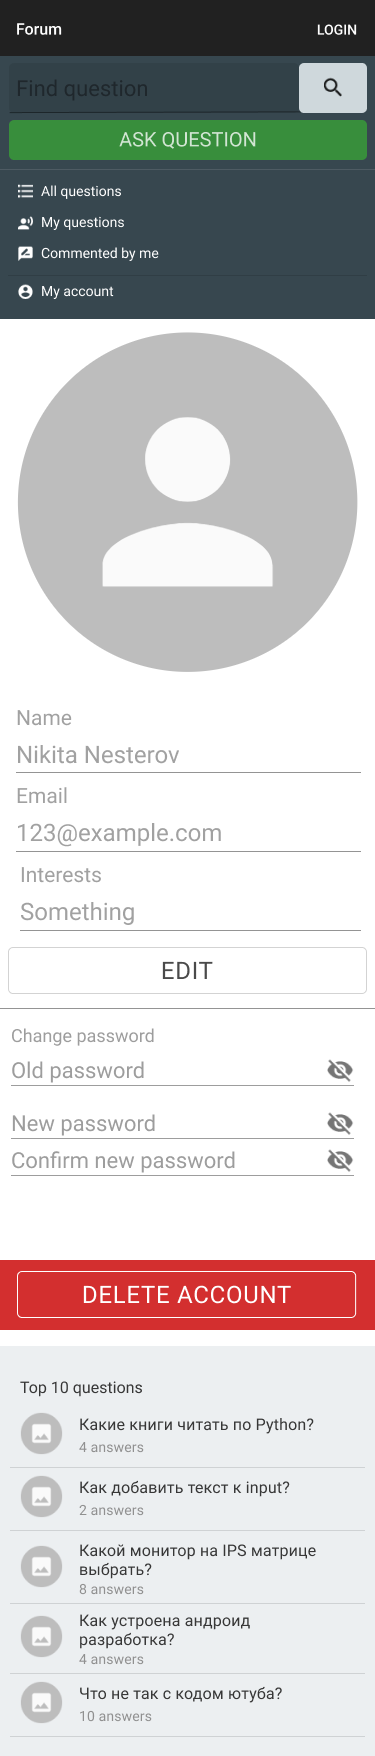 Forum
LOGIN
Find question
ASK QUESTION
All questions
My questions
Commented by me
My account
Name
Nikita Nesterov
Email
123@example.com
Interests
Something
EDIT
Change password
Old password
New password
Confirm new password
DELETE ACCOUNT
Top 10 questions
Какие книги читать по Python?
4 answers
Как добавить текст к input?
2 answers
Какой монитор на IPS матрице
выбрать?
8 answers
Как устроена андроид
разработка?
4 answers
Что не так с кодом ютуба?
10 answers